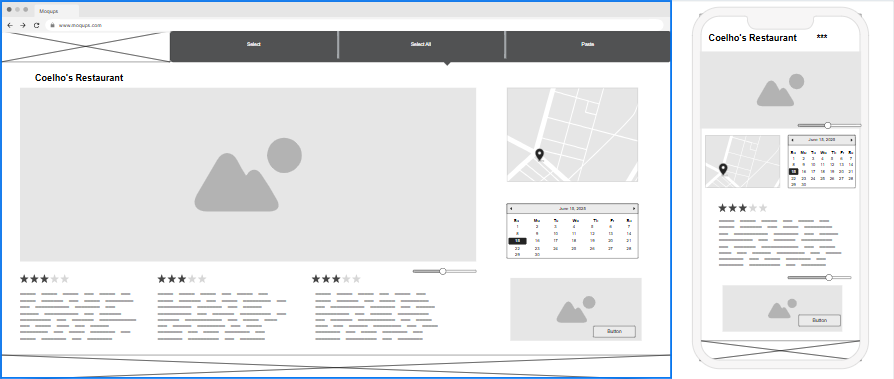 Moqups
www.moqups.com
Select
Select All
Paste
Coelho's Restaurant
June 15, 2025
Su Mo Tu We Th Fr Sa
1 2 3 4 5 6 7
8 9 10 11 12 13 14
15 16 17 18 19 20 21
22 23 24 25 26 27 28
29 30
Button
Coelho's Restaurant ***
June 15, 2025
Su Mo Tu We Th Fr Sa
1 2 3 4 5 6 7
8 9 10 11 12 13 14
15 16 17 18 19 20 21
22 23 24 25 26 27 28
29 30
Button